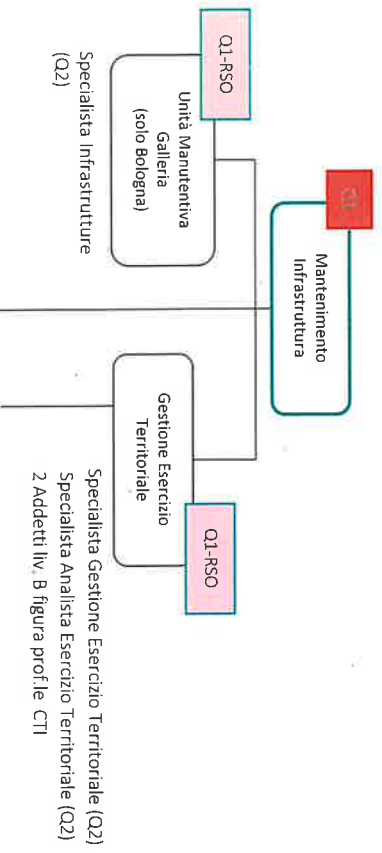 Mantenimento
Infrastruttura
Q1-RSO
Unità Manutentiva
Galleria
(solo Bologna)
Specialista Infrastrutture
(Q2)
Q1-RSO
Gestione Esercizio
Territoriale
Specialista Gestione Esercizio Territoriale (Q2)
Specialista Analista Esercizio Territoriale (Q2)
2 Addetti liv. B figura prof.le CTI